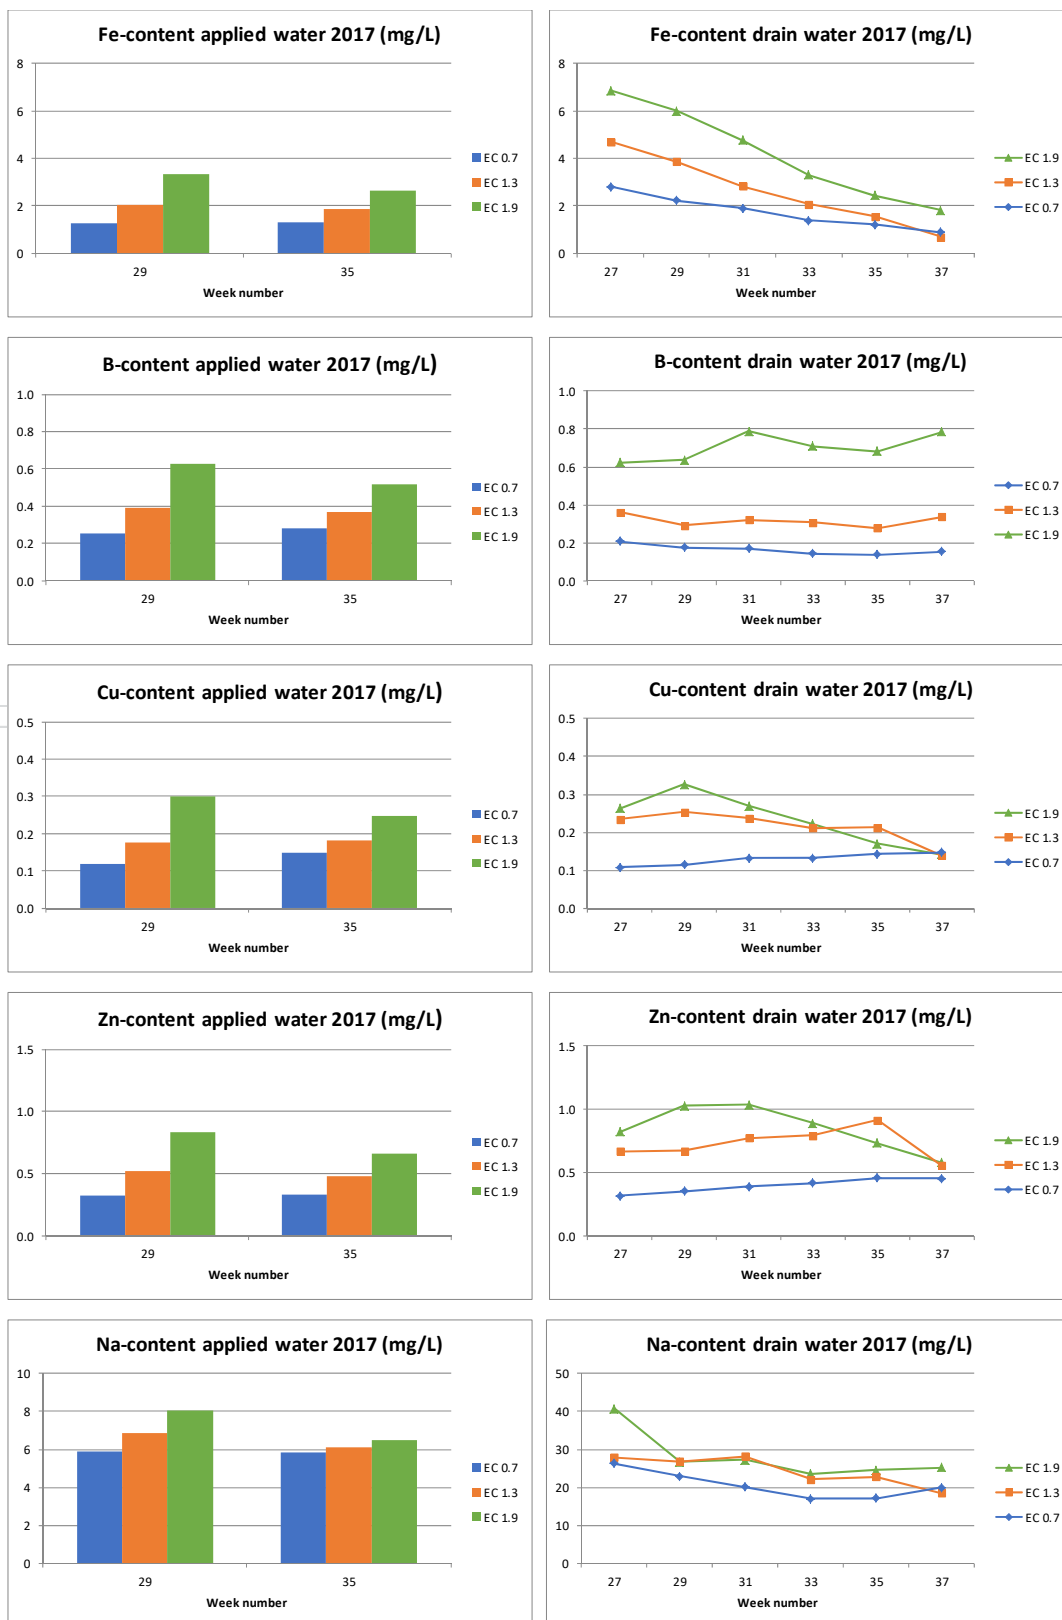 Fe-content applied water 2017 (mg/L)
8
6
4
2
0
29
35
Week number
EC 0.7
EC 1.3
EC 1.9
Fe-content drain water 2017 (mg/L)
8
6
4
2
0
27
29
31
33
35
37
Week number
EC 1.9
EC 1.3
EC 0.7
B-content applied water 2017 (mg/L)
1.0
0.8
0.6
0.4
0.2
0.0
29
35
Week number
EC 0.7
EC 1.3
EC 1.9
B-content drain water 2017 (mg/L)
1.0
0.8
0.6
0.4
0.2
0.0
27
29
31
33
35
37
Week number
EC 0.7
EC 1.3
EC 1.9
Cu-content applied water 2017 (mg/L)
0.5
0.4
0.3
0.2
0.1
0.0
29
35
Week number
EC 0.7
EC 1.3
EC 1.9
Cu-content drain water 2017 (mg/L)
0.5
0.4
0.3
0.2
0.1
0.0
27
29
31
33
35
37
Week number
EC 1.9
EC 1.3
EC 0.7
Zn-content applied water 2017 (mg/L)
1.5
1.0
0.5
0.0
29
35
Week number
EC 0.7
EC 1.3
EC 1.9
Zn-content drain water 2017 (mg/L)
1.5
1.0
0.5
0.0
27
29
31
33
35
37
Week number
EC 1.9
EC 1.3
EC 0.7
Na-content applied water 2017 (mg/L)
10
8
6
4
2
0
29
35
Week number
EC 0.7
EC 1.3
EC 1.9
Na-content drain water 2017 (mg/L)
50
40
30
20
10
0
27
29
31
33
35
37
Week number
EC 1.9
EC 1.3
EC 0.7